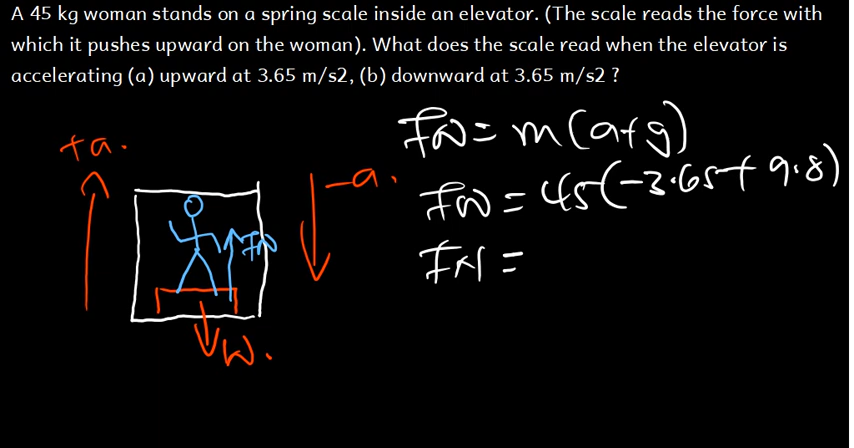 A 45 kg woman stands on a spring scale inside an elevator. (The scale reads the force with
which it pushes upward on the woman). What does the scale read when the elevator is
accelerating (a) upward at 3.65 m/s2, (b) downward at 3.65 m/s2 ?
+a.
-a.
FN
W.
FN = m(a+g)
FN = 45(-3.65+9.8)
FN =